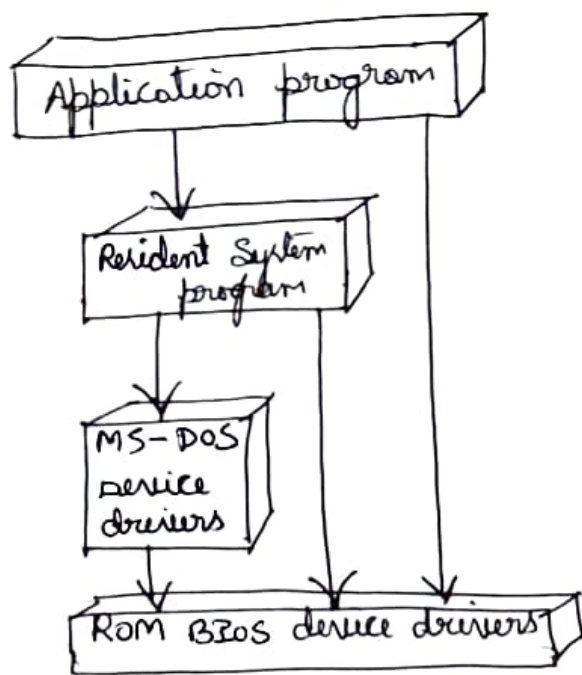 Application program
Resident System
program
MS-DOS
device
drivers
ROM BIOS device drivers